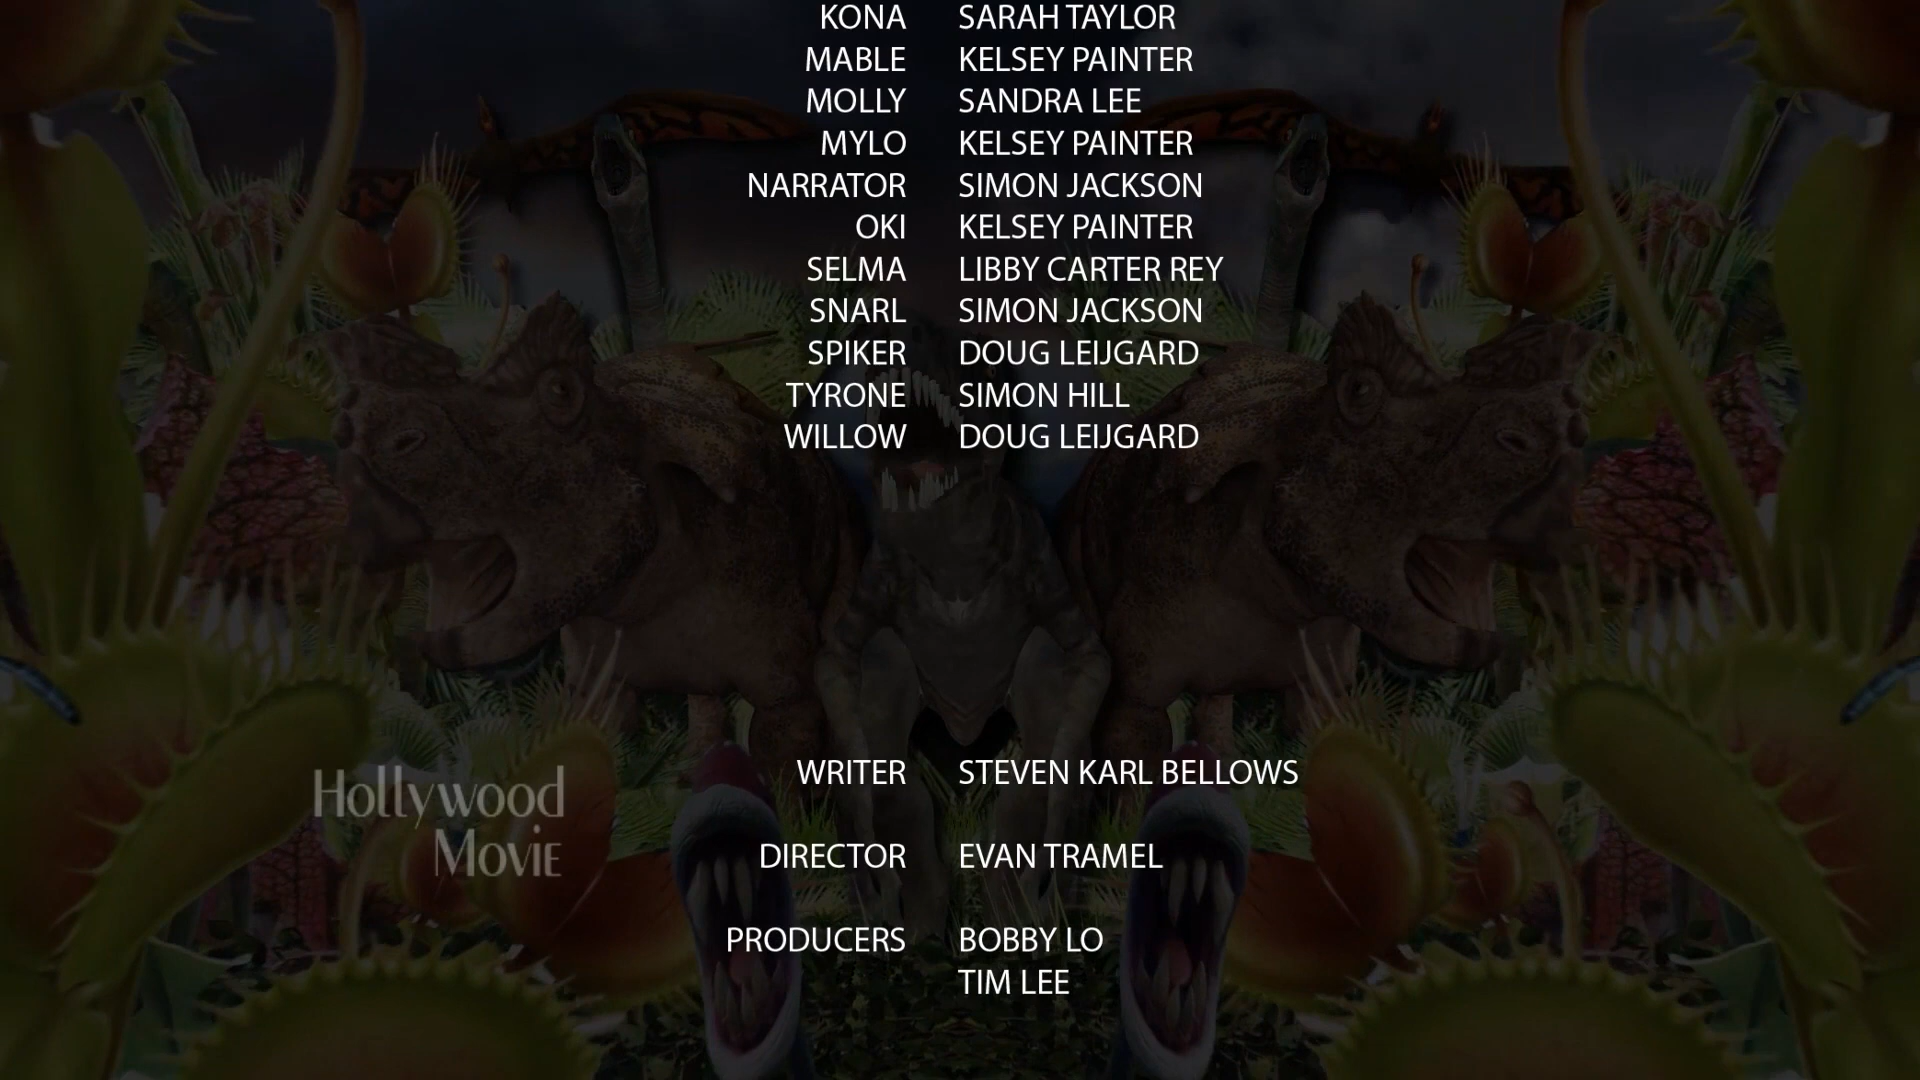 KONA SARAH TAYLOR
MABLE KELSEY PAINTER
MOLLY SANDRA LEE
MYLO KELSEY PAINTER
NARRATOR SIMON JACKSON
OKI KELSEY PAINTER
SELMA LIBBY CARTER REY
SNARL SIMON JACKSON
SPIKER DOUG LEIJGARD
TYRONE SIMON HILL
WILLOW DOUG LEIJGARD
WRITER STEVEN KARL BELLOWS
Hollywood
Movie
DIRECTOR EVAN TRAMEL
PRODUCERS BOBBY LO
TIM LEE